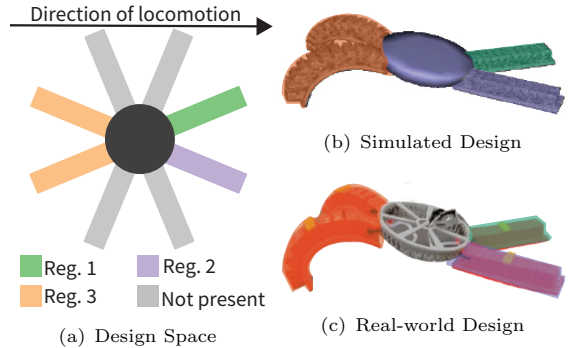 Direction of locomotion
(b) Simulated Design
Reg. 1
Reg. 2
Reg. 3
Not present
(a) Design Space
(c) Real-world Design